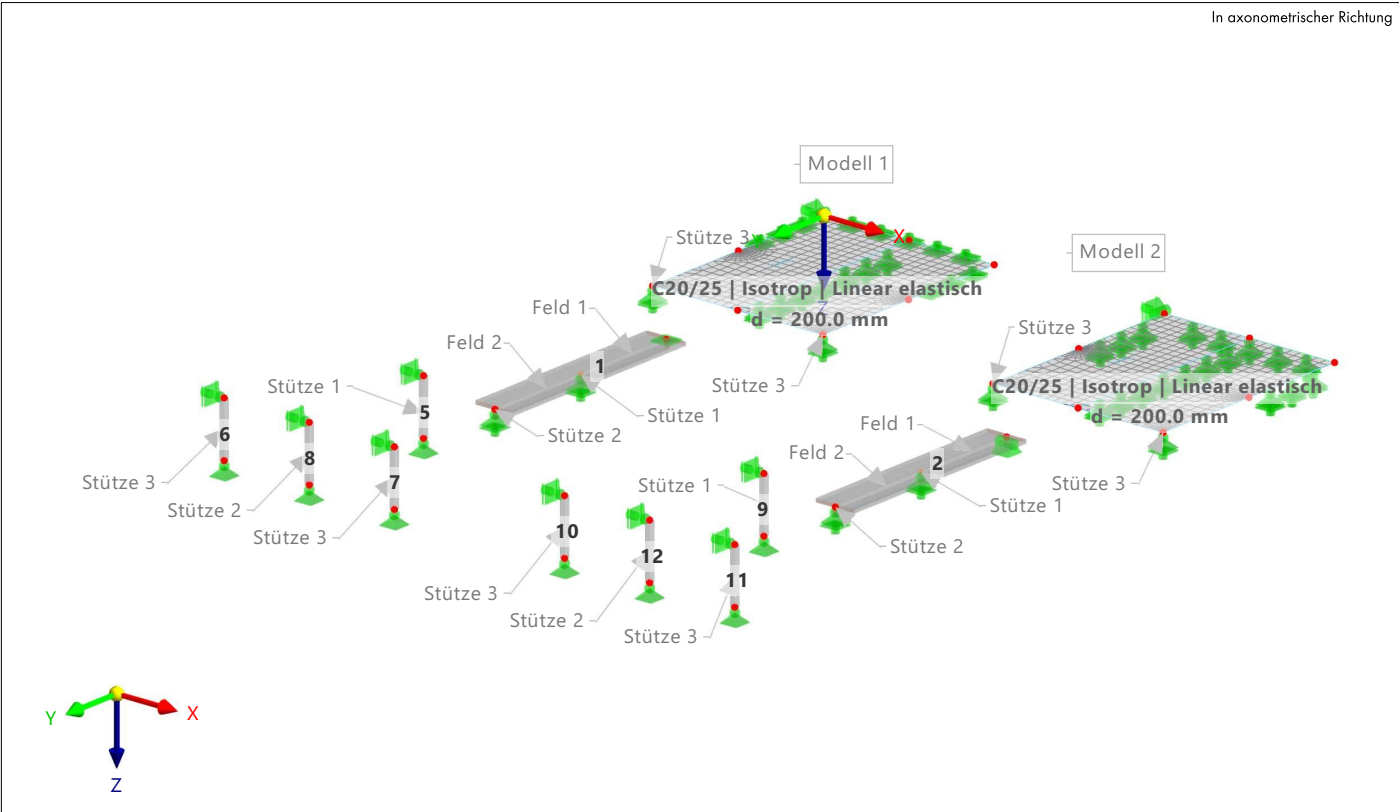 In axonometrischer Richtung
Modell 1
Stütze 3
Y
X
Modell 2
C20/25 | Isotrop | Linear elastisch
d = 200.0 mm
Z
Feld 1
Feld 2
1
Stütze 3
Stütze 3
C20/25 | Isotrop | Linear elastisch
d = 200.0 mm
Stütze 1
5
Stütze 3
Stütze 1
Stütze 2
6
8
7
Feld 1
Feld 2
2
Stütze 3
Stütze 3
Stütze 2
Stütze 3
Stütze 1
9
Stütze 1
Stütze 2
10
12
11
Stütze 3
Stütze 2
Stütze 3
Y
X
Z